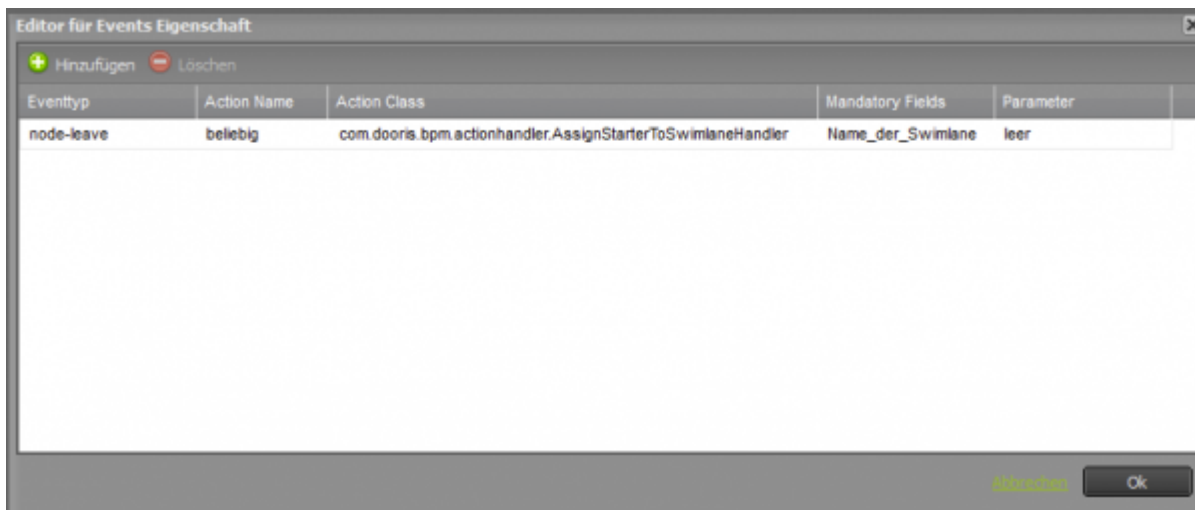 Editor für Events Eigenschaft
Hinzufügen Löschen
Eventtyp Action Name Action Class Mandatory Fields Parameter
node-leave beliebig com.dooris.bpm.actionhandler.AssignStarterToSwimlaneHandler Name_der_Swimlane leer
Abbrechen Ok